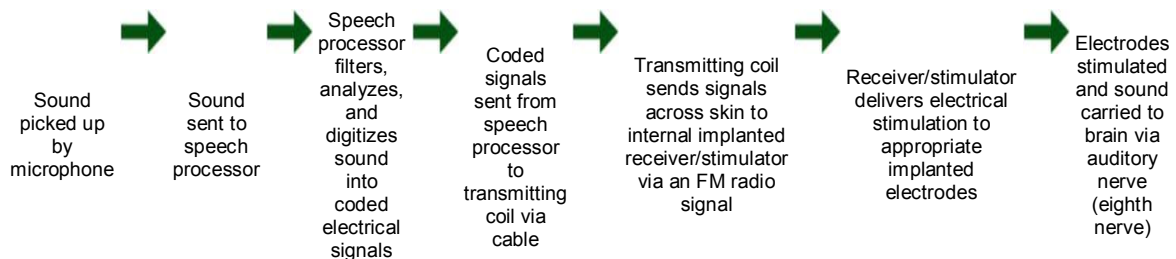 Sound
picked up
by
microphone
Sound
sent to
speech
processor
Speech
processor
filters,
analyzes,
and
digitizes
sound
into
coded
electrical
signals
Coded
signals
sent from
speech
processor
to
transmitting
coil via
cable
Transmitting coil
sends signals
across skin to
internal implanted
receiver/stimulator
via an FM radio
signal
Receiver/stimulator
delivers electrical
stimulation to
appropriate
implanted
electrodes
Electrodes
stimulated
and sound
carried to
brain via
auditory
nerve
(eighth
nerve)